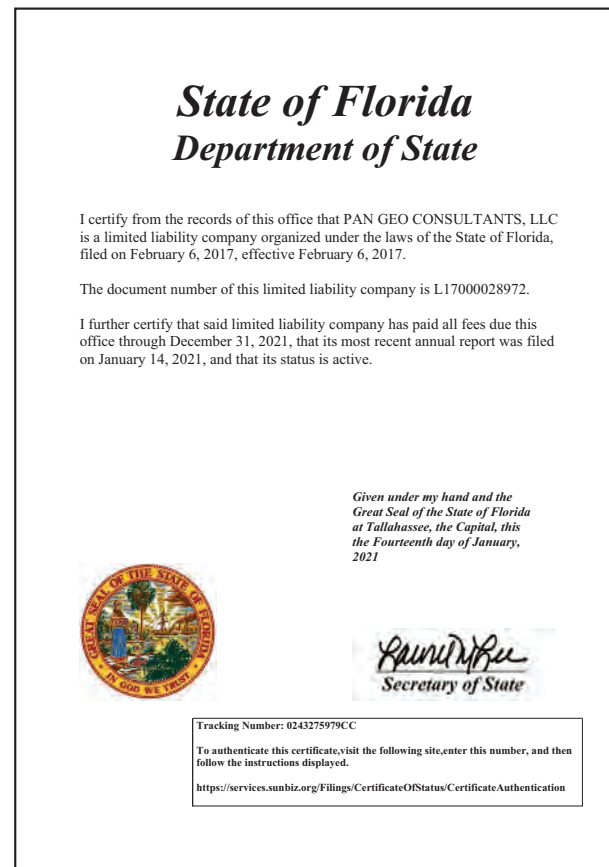 State of Florida
Department of State
I certify from the records of this office that PAN GEO CONSULTANTS, LLC
is a limited liability company organized under the laws of the State of Florida,
filed on February 6, 2017, effective February 6, 2017.
The document number of this limited liability company is L17000028972.
I further certify that said limited liability company has paid all fees due this
office through December 31, 2021, that its most recent annual report was filed
on January 14, 2021, and that its status is active.
Given under my hand and the
Great Seal of the State of Florida
at Tallahassee, the Capital, this
the Fourteenth day of January,
2021
GREAT SEAL OF THE STATE OF FLORIDA
IN GOD WE TRUST
Secretary of State
Tracking Number: 0243275979CC
To authenticate this certificate,visit the following site,enter this number, and then
follow the instructions displayed.
https://services.sunbiz.org/Filings/CertificateOfStatus/CertificateAuthentication